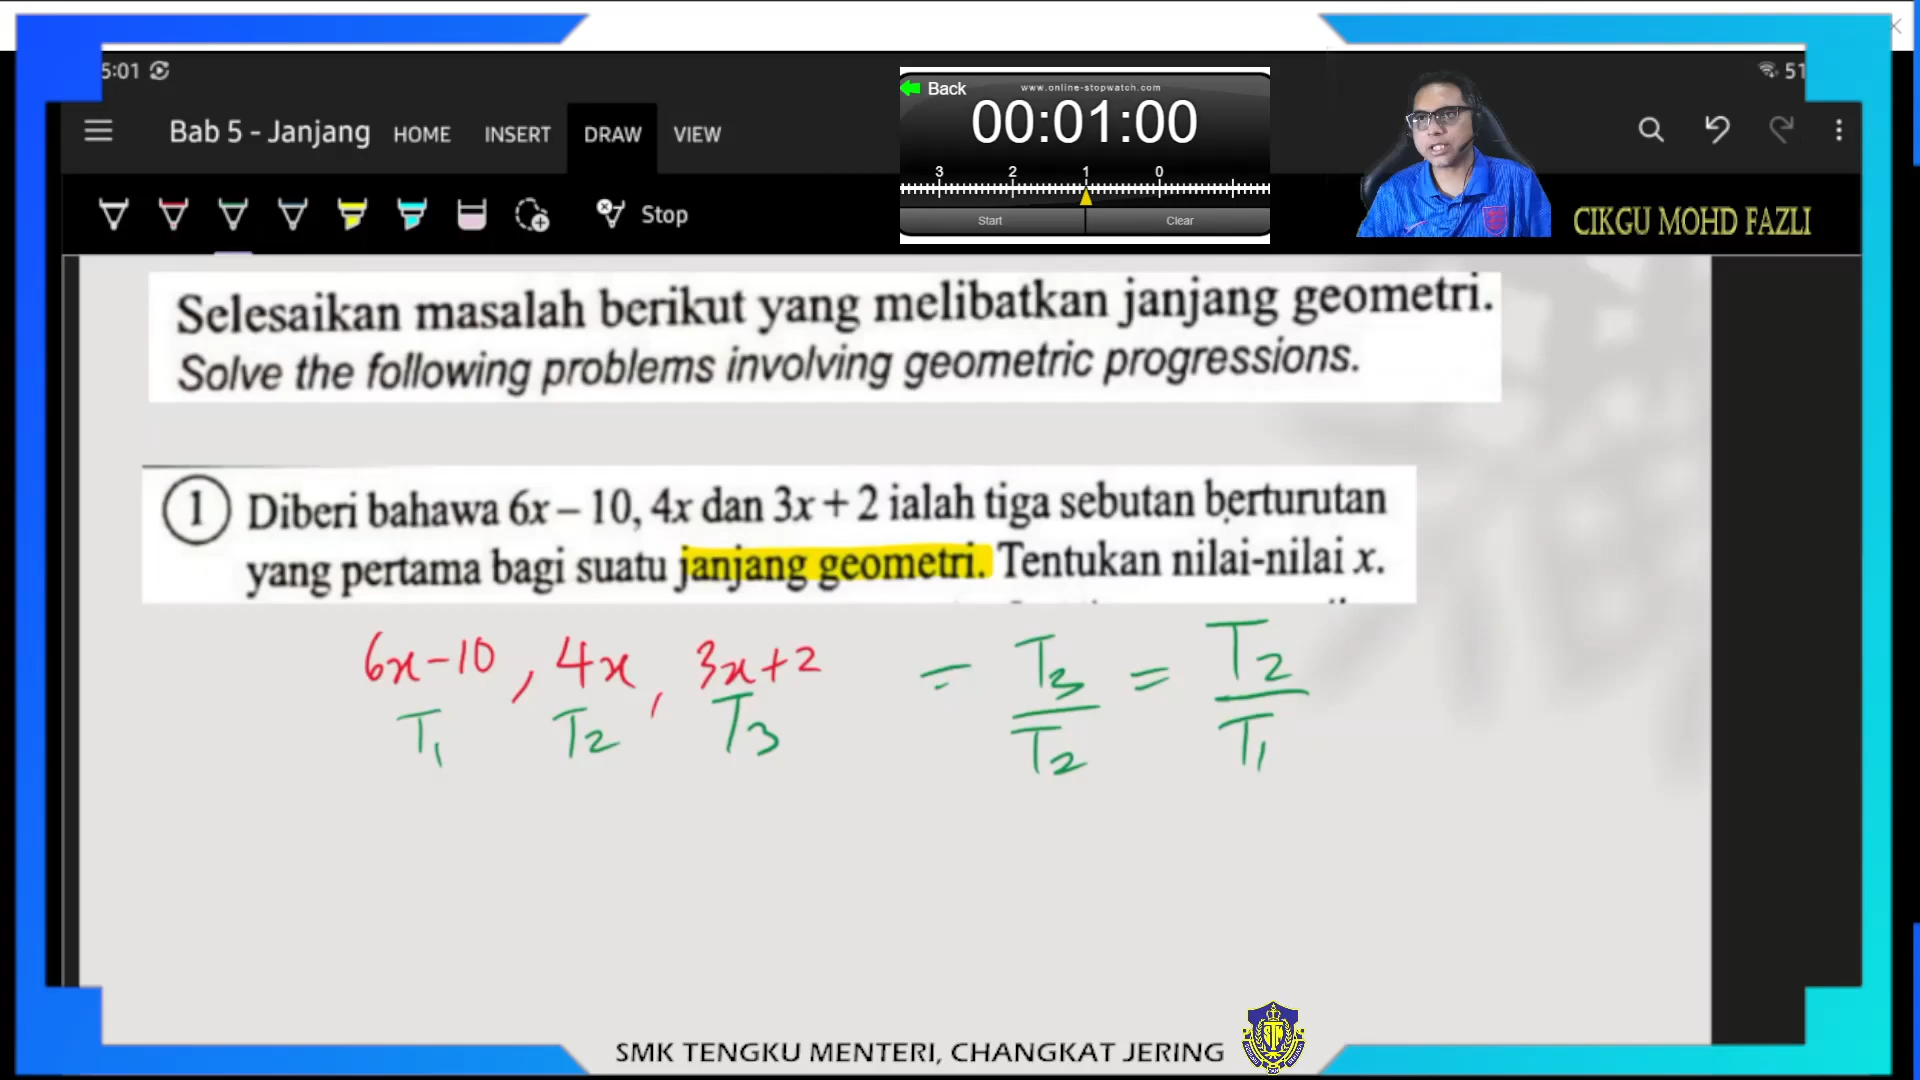 5:01
51
Bab 5 - Janjang HOME INSERT DRAW VIEW
Back
www.online-stopwatch.com
00:01:00
3 2 1 0
Start Clear
Stop
CIKGU MOHD FAZLI
Selesaikan masalah berikut yang melibatkan janjang geometri.
Solve the following problems involving geometric progressions.
1 Diberi bahawa 6x – 10, 4x dan 3x + 2 ialah tiga sebutan berturutan
yang pertama bagi suatu janjang geometri. Tentukan nilai-nilai x.
6x-10, 4x, 3x+2 = T3/T2 = T2/T1
T1 T2 T3
SMK TENGKU MENTERI, CHANGKAT JERING